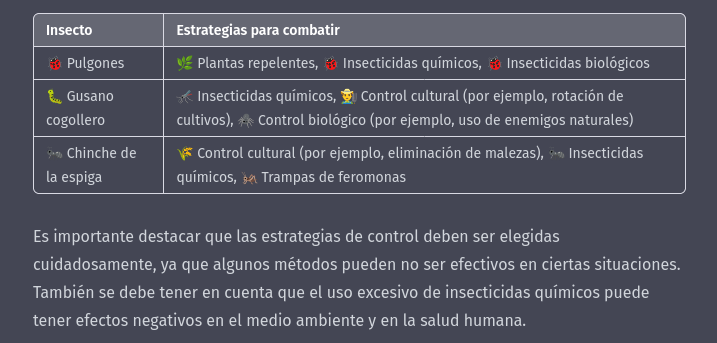 Insecto Estrategias para combatir
🐞 Pulgones 🌿 Plantas repelentes, 🐞 Insecticidas químicos, 🐞 Insecticidas biológicos
🐛 Gusano 🦟 Insecticidas químicos, 👨‍🌾 Control cultural (por ejemplo, rotación de
cogollero cultivos), 🕷️ Control biológico (por ejemplo, uso de enemigos naturales)
🐜 Chinche de 🌾 Control cultural (por ejemplo, eliminación de malezas), 🐜 Insecticidas
la espiga químicos, 🦗 Trampas de feromonas
Es importante destacar que las estrategias de control deben ser elegidas
cuidadosamente, ya que algunos métodos pueden no ser efectivos en ciertas situaciones.
También se debe tener en cuenta que el uso excesivo de insecticidas químicos puede
tener efectos negativos en el medio ambiente y en la salud humana.